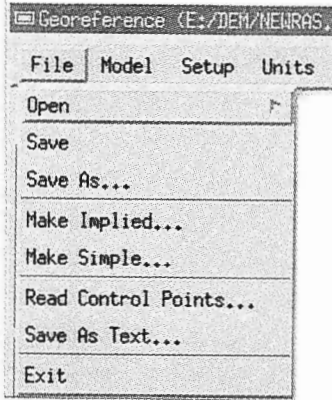 Georeference (E:/DEM/NEWRAS.
File Model Setup Units
Open
Save
Save As...
Make Implied...
Make Simple...
Read Control Points...
Save As Text...
Exit